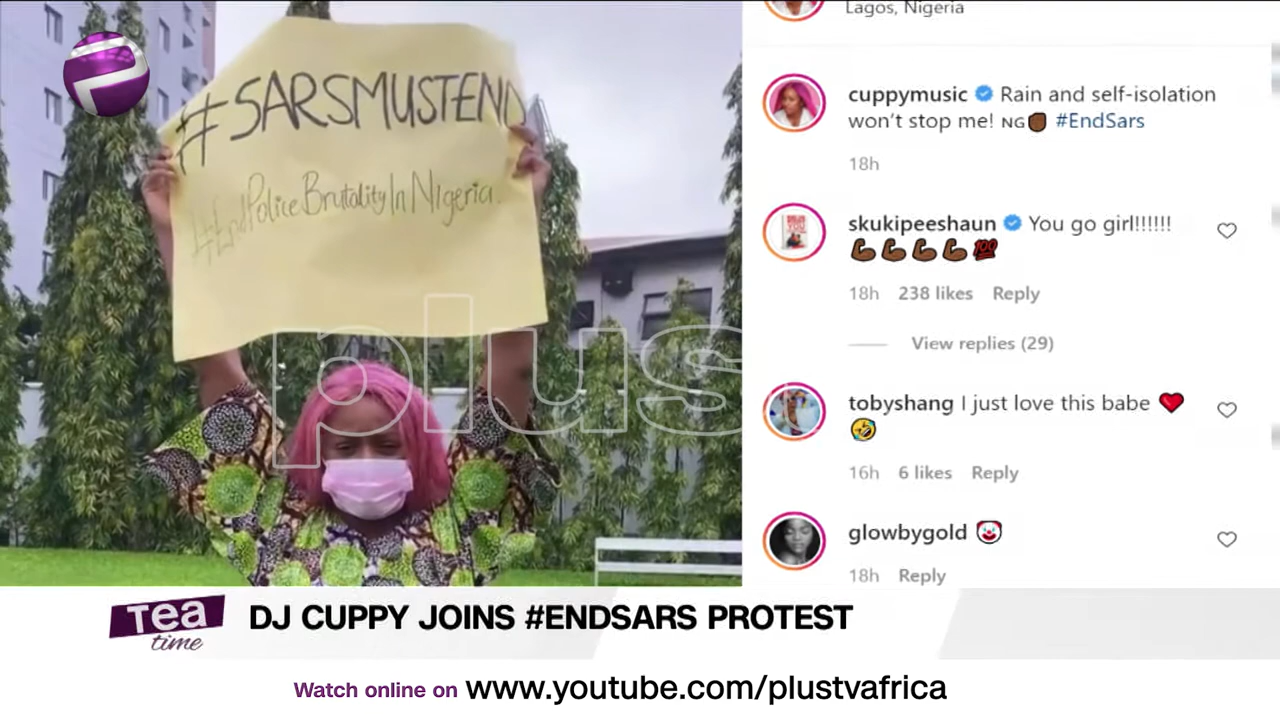 #SARSMUSTEND
#EndPoliceBrutalityInNigeria.
plus
Lagos, Nigeria
cuppymusic Rain and self-isolation
won't stop me! NG #EndSars
18h
skukipeeshaun You go girl!!!!!!
💪🏾💪🏾💪🏾💪🏾💯
18h 238 likes Reply
View replies (29)
tobyshang I just love this babe ❤️
🤣
16h 6 likes Reply
glowbygold 🤡
18h Reply
Tea
time
DJ CUPPY JOINS #ENDSARS PROTEST
Watch online on www.youtube.com/plustvafrica